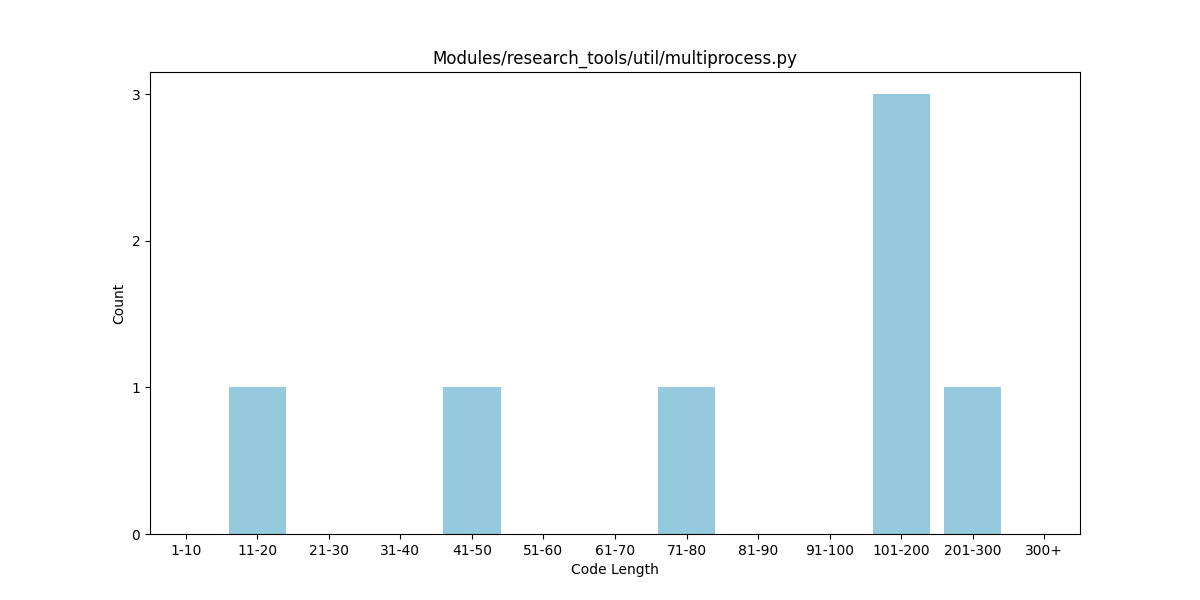 Modules/research_tools/util/multiprocess.py
3
2
1
0
Count
1-10 11-20 21-30 31-40 41-50 51-60 61-70 71-80 81-90 91-100 101-200 201-300 300+
Code Length